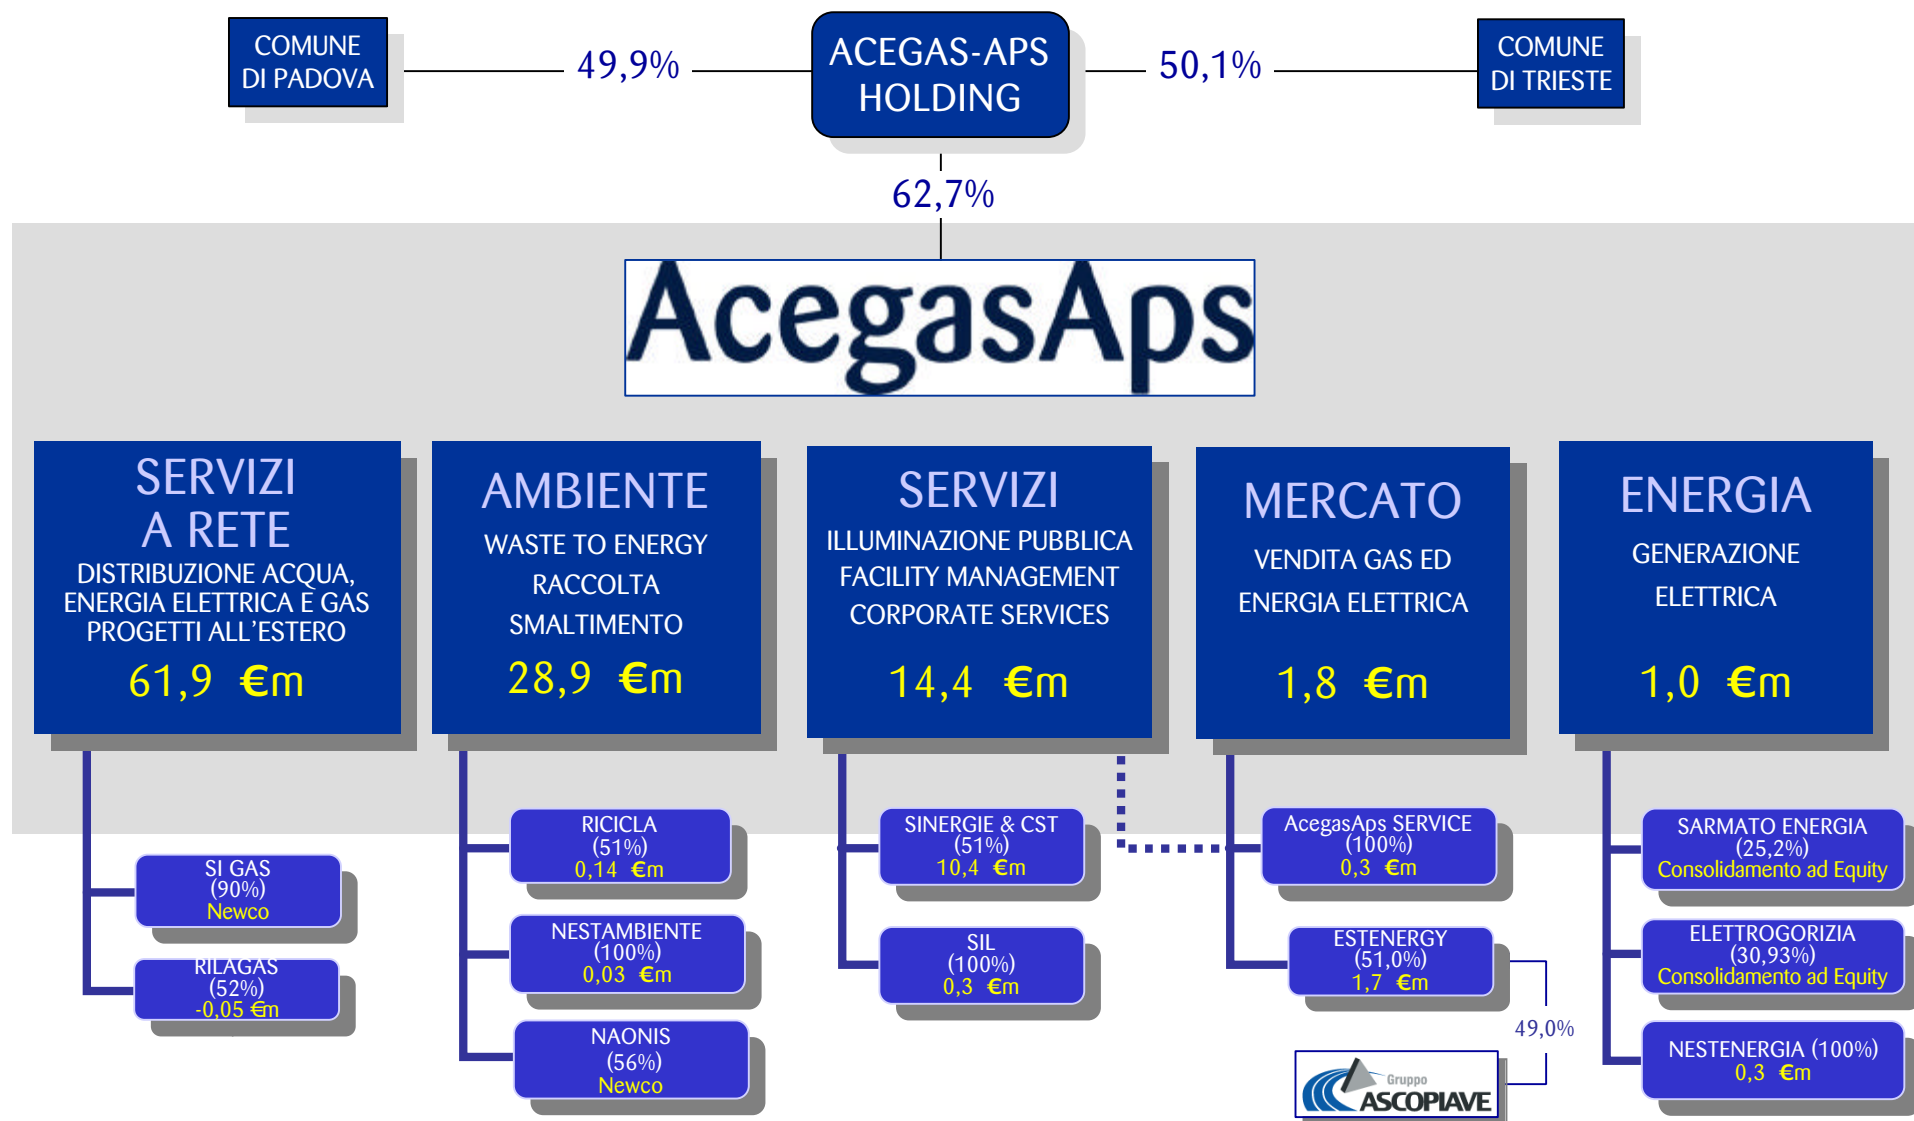 COMUNE
DI PADOVA
49,9%
ACEGAS-APS
HOLDING
50,1%
COMUNE
DI TRIESTE
62,7%
AcegasAps
SERVIZI
A RETE
DISTRIBUZIONE ACQUA,
ENERGIA ELETTRICA E GAS
PROGETTI ALL'ESTERO
61,9 €m
AMBIENTE
WASTE TO ENERGY
RACCOLTA
SMALTIMENTO
28,9 €m
SERVIZI
ILLUMINAZIONE PUBBLICA
FACILITY MANAGEMENT
CORPORATE SERVICES
14,4 €m
MERCATO
VENDITA GAS ED
ENERGIA ELETTRICA
1,8 €m
ENERGIA
GENERAZIONE
ELETTRICA
1,0 €m
SI GAS
(90%)
Newco
RILAGAS
(52%)
-0,05 €m
RICICLA
(51%)
0,14 €m
NESTAMBIENTE
(100%)
0,03 €m
NAONIS
(56%)
Newco
SINERGIE & CST
(51%)
10,4 €m
SIL
(100%)
0,3 €m
AcegasAps SERVICE
(100%)
0,3 €m
ESTENERGY
(51,0%)
1,7 €m
49,0%
Gruppo
ASCOPIAVE
SARMATO ENERGIA
(25,2%)
Consolidamento ad Equity
ELETTROGORIZIA
(30,93%)
Consolidamento ad Equity
NESTENERGIA (100%)
0,3 €m